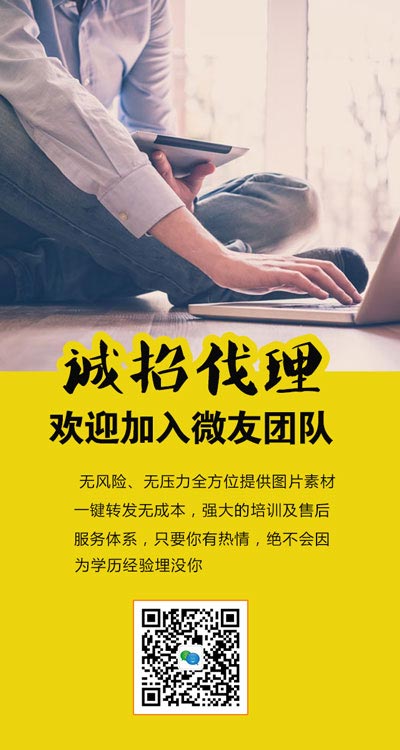 诚招代理
欢迎加入微友团队
无风险、无压力全方位提供图片素材
一键转发无成本，强大的培训及售后
服务体系，只要你有热情，绝不会因
为学历经验埋没你